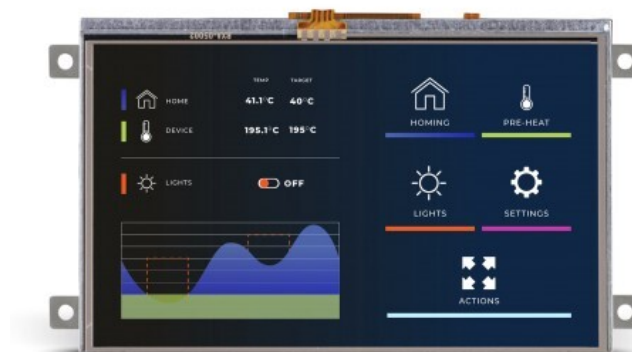 TEMP TARGET
HOME 41.1°C 40°C
DEVICE 195.1°C 195°C
LIGHTS OFF
HOMING PRE-HEAT
LIGHTS SETTINGS
ACTIONS